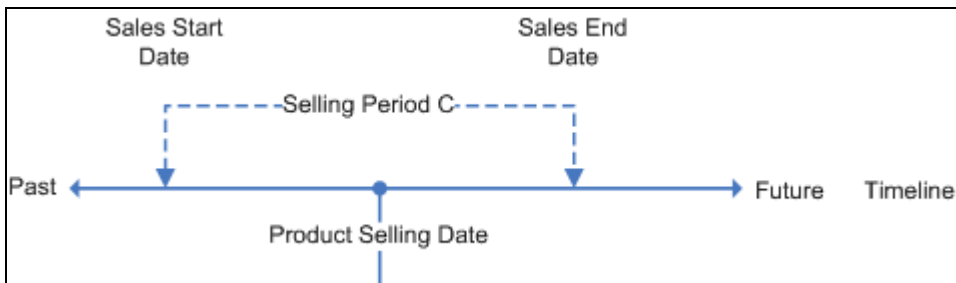 Sales Start
Date
Sales End
Date
Selling Period C
Past
Future
Timeline
Product Selling Date